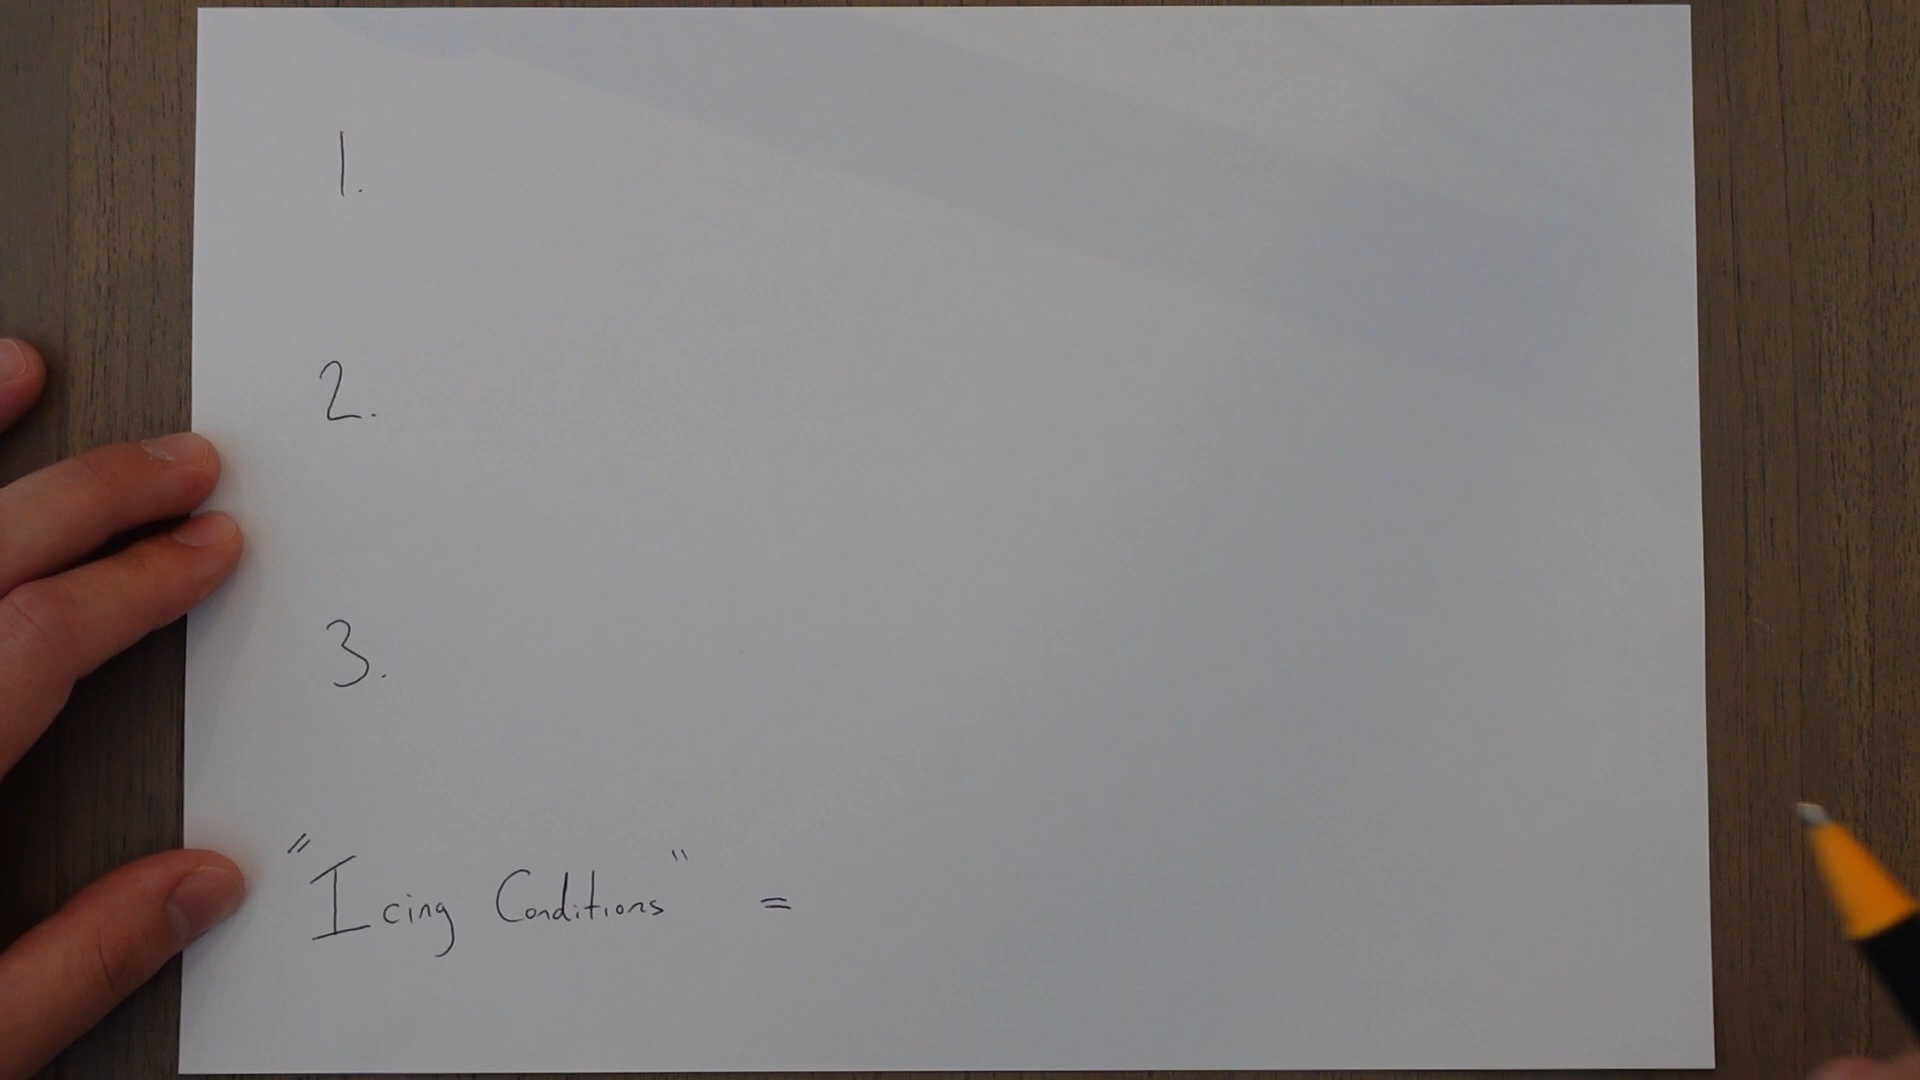 1.
2.
3.
"Icing Conditions" =